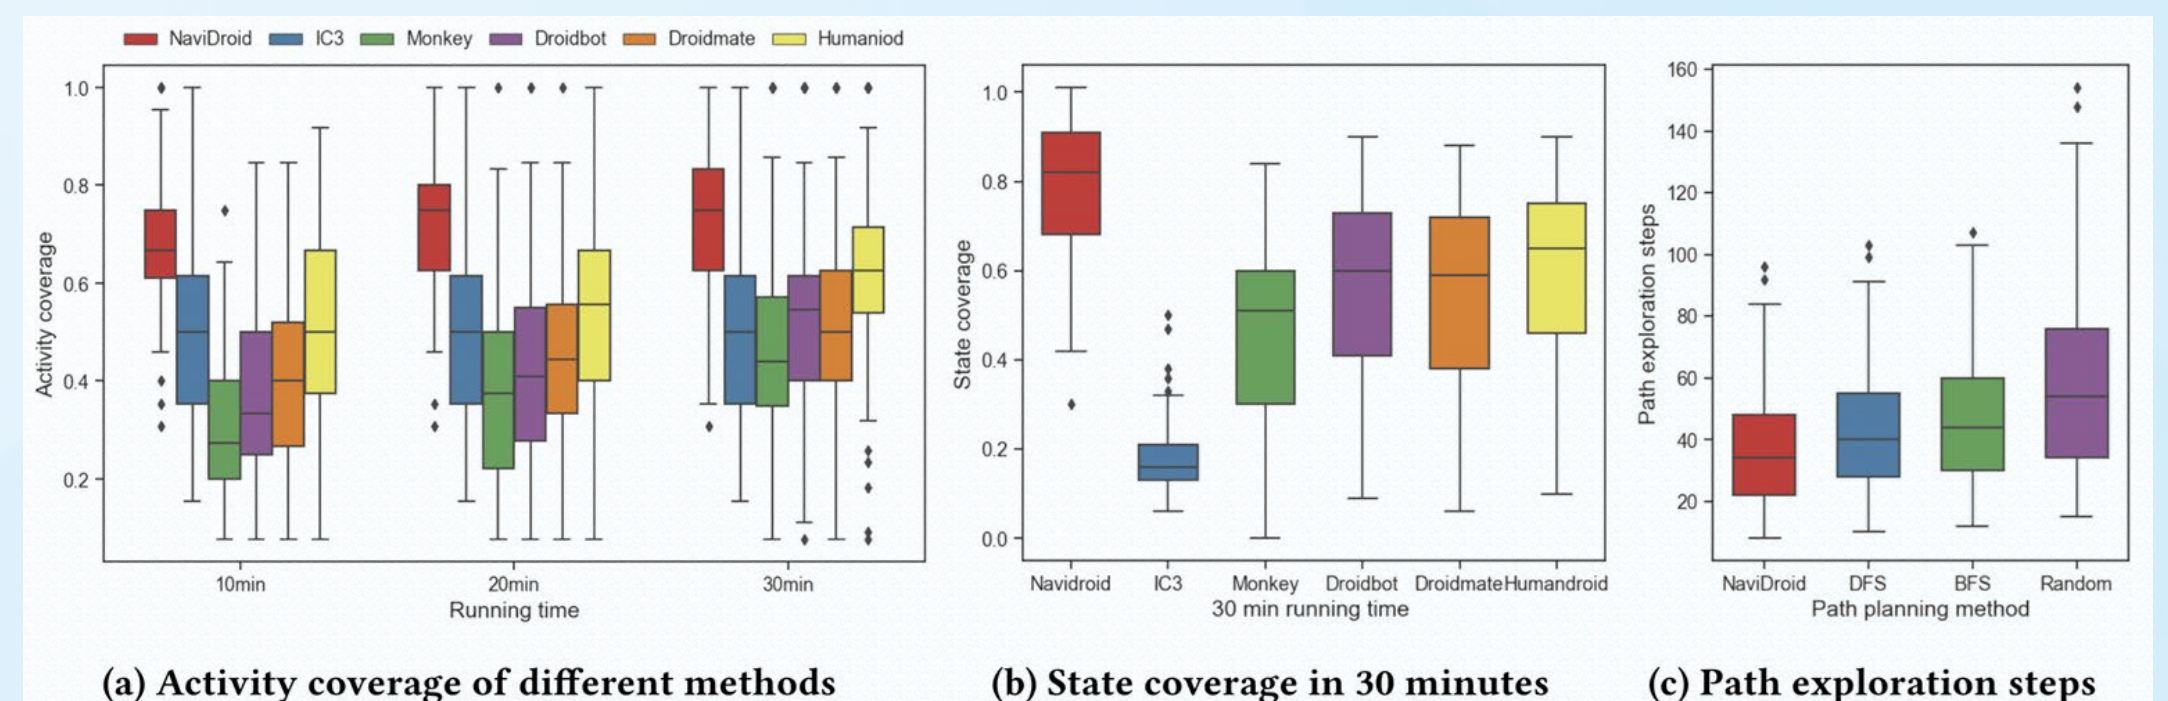 NaviDroid IC3 Monkey Droidbot Droidmate Humaniod
Activity coverage
1.0
0.8
0.6
0.4
0.2
10min 20min 30min
Running time
(a) Activity coverage of different methods
State coverage
1.0
0.8
0.6
0.4
0.2
0.0
Navidroid IC3 Monkey Droidbot Droidmate Humandroid
30 min running time
(b) State coverage in 30 minutes
Path exploration steps
160
140
120
100
80
60
40
20
NaviDroid DFS BFS Random
Path planning method
(c) Path exploration steps